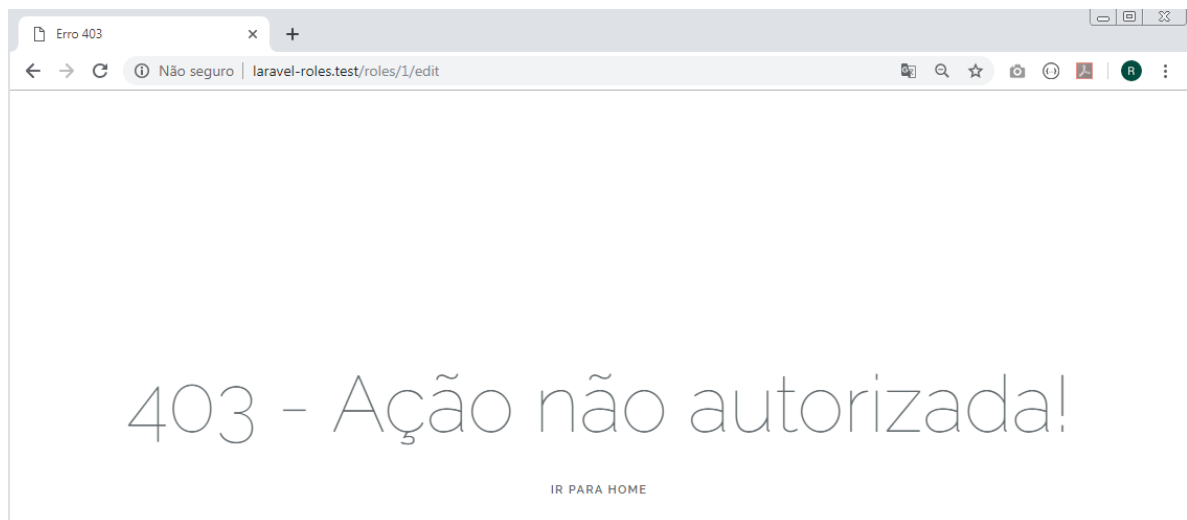 Erro 403
Não seguro | laravel-roles.test/roles/1/edit
R
403 - Ação não autorizada!
IR PARA HOME